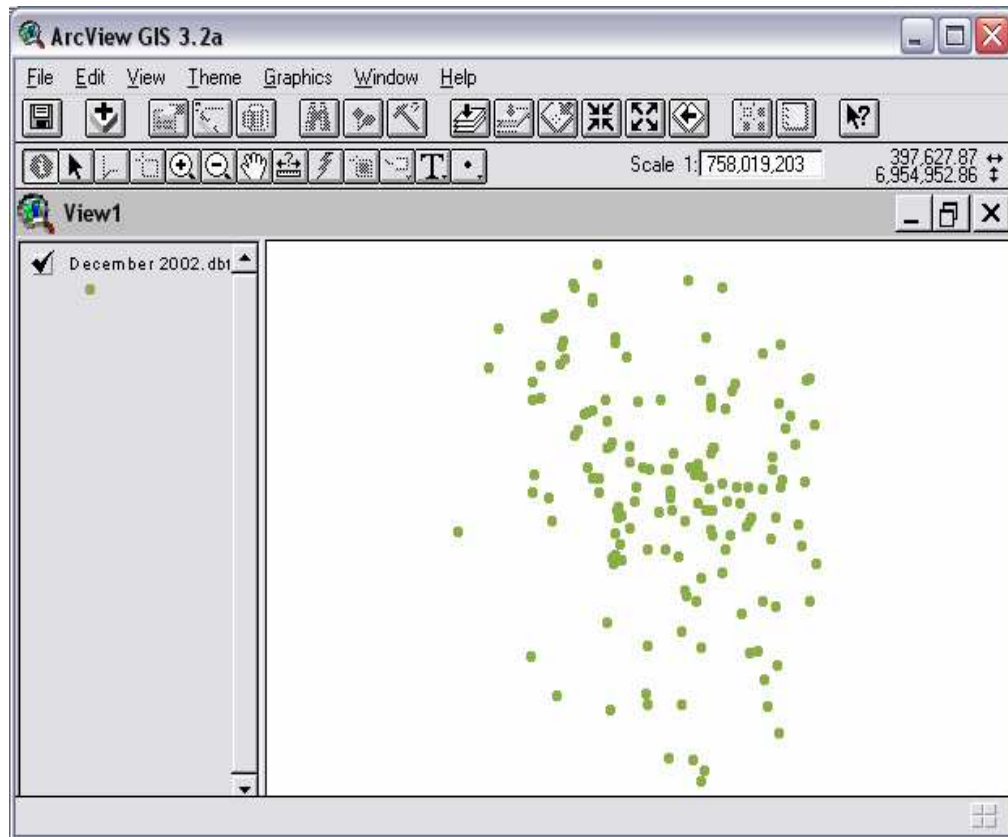 ArcView GIS 3.2a
File Edit View Theme Graphics Window Help
T
Scale 1: 758,019,203
397,627.87
6,954,952.86
View1
December 2002.dbf